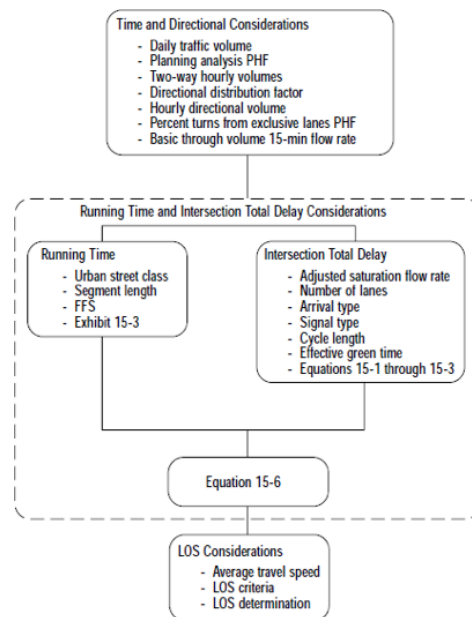 Time and Directional Considerations
- Daily traffic volume
- Planning analysis PHF
- Two-way hourly volumes
- Directional distribution factor
- Hourly directional volume
- Percent turns from exclusive lanes PHF
- Basic through volume 15-min flow rate
Running Time and Intersection Total Delay Considerations
Running Time
- Urban street class
- Segment length
- FFS
- Exhibit 15-3
Intersection Total Delay
- Adjusted saturation flow rate
- Number of lanes
- Arrival type
- Signal type
- Cycle length
- Effective green time
- Equations 15-1 through 15-3
Equation 15-6
LOS Considerations
- Average travel speed
- LOS criteria
- LOS determination